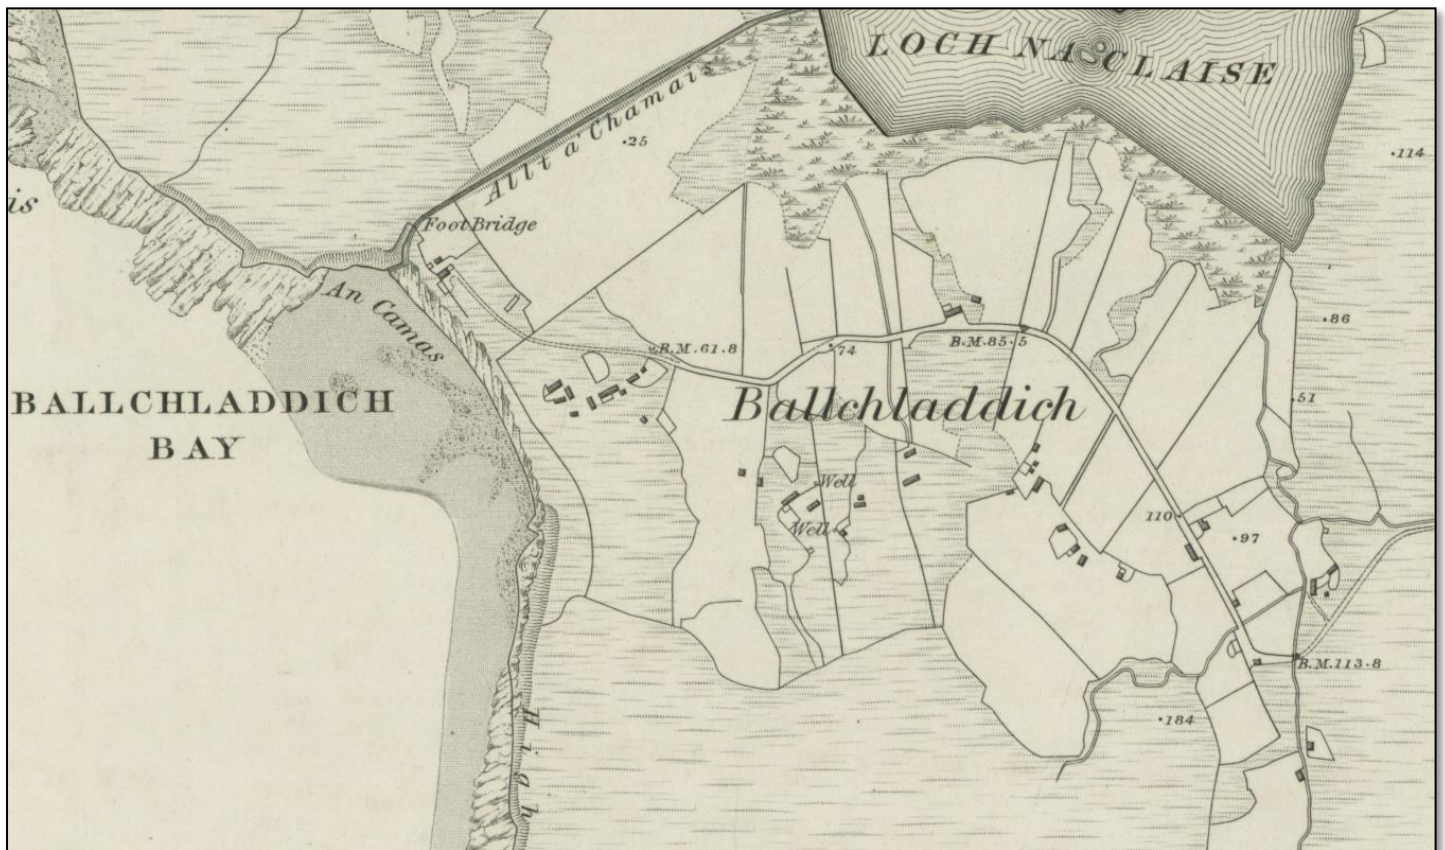 LOCH NA CLAISE
Allt a' Chamais
.25
.114
is
Foot Bridge
An Camas
.86
B.M.61.8
.74
B.M.85.5
BALLCHLADDICH
BAY
Ballchladdich
.51
Well
Well
110
.97
B.M.113.8
.184
High